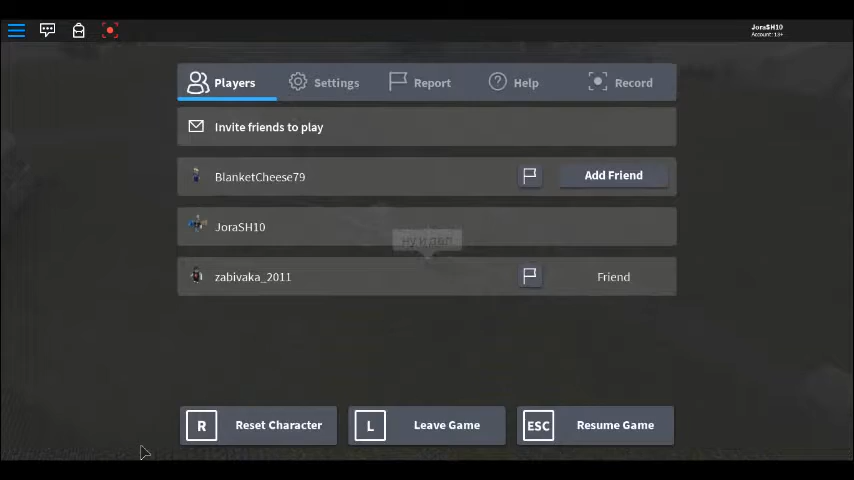 JoraSH10
Account: 13+
Players
Settings
Report
Help
Record
Invite friends to play
BlanketCheese79
Add Friend
JoraSH10
zabivaka_2011
Friend
R Reset Character
L Leave Game
ESC Resume Game